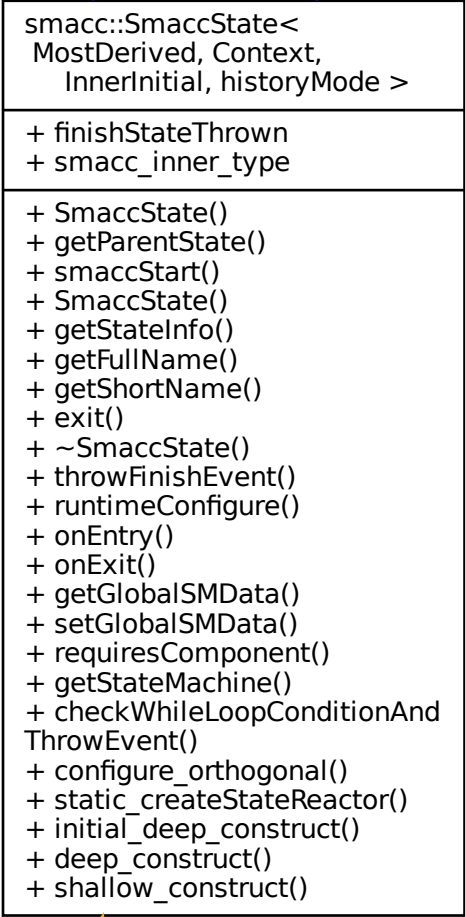 smacc::SmaccState<
MostDerived, Context,
InnerInitial, historyMode >
+ finishStateThrown
+ smacc_inner_type
+ SmaccState()
+ getParentState()
+ smaccStart()
+ SmaccState()
+ getStateInfo()
+ getFullName()
+ getShortName()
+ exit()
+ ~SmaccState()
+ throwFinishEvent()
+ runtimeConfigure()
+ onEntry()
+ onExit()
+ getGlobalSMData()
+ setGlobalSMData()
+ requiresComponent()
+ getStateMachine()
+ checkWhileLoopConditionAnd
ThrowEvent()
+ configure_orthogonal()
+ static_createStateReactor()
+ initial_deep_construct()
+ deep_construct()
+ shallow_construct()